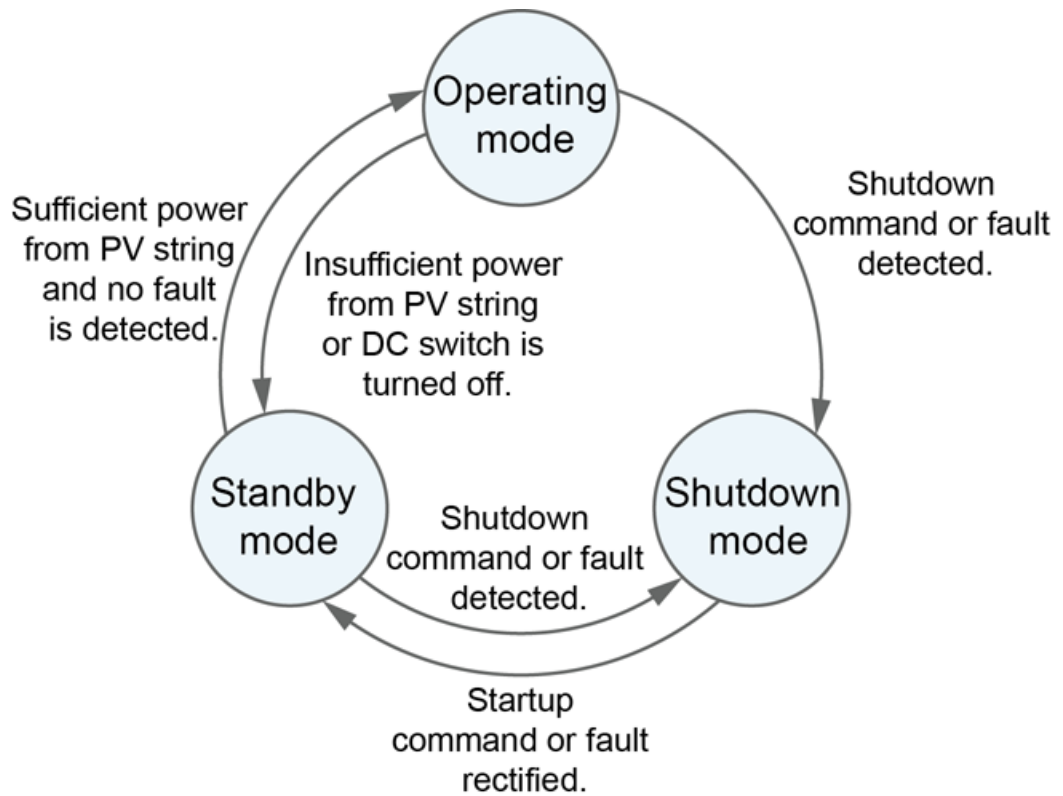 Operating
mode
Shutdown
command or fault
detected.
Sufficient power
from PV string
and no fault
is detected.
Insufficient power
from PV string
or DC switch is
turned off.
Standby
mode
Shutdown
command or fault
detected.
Shutdown
mode
Startup
command or fault
rectified.